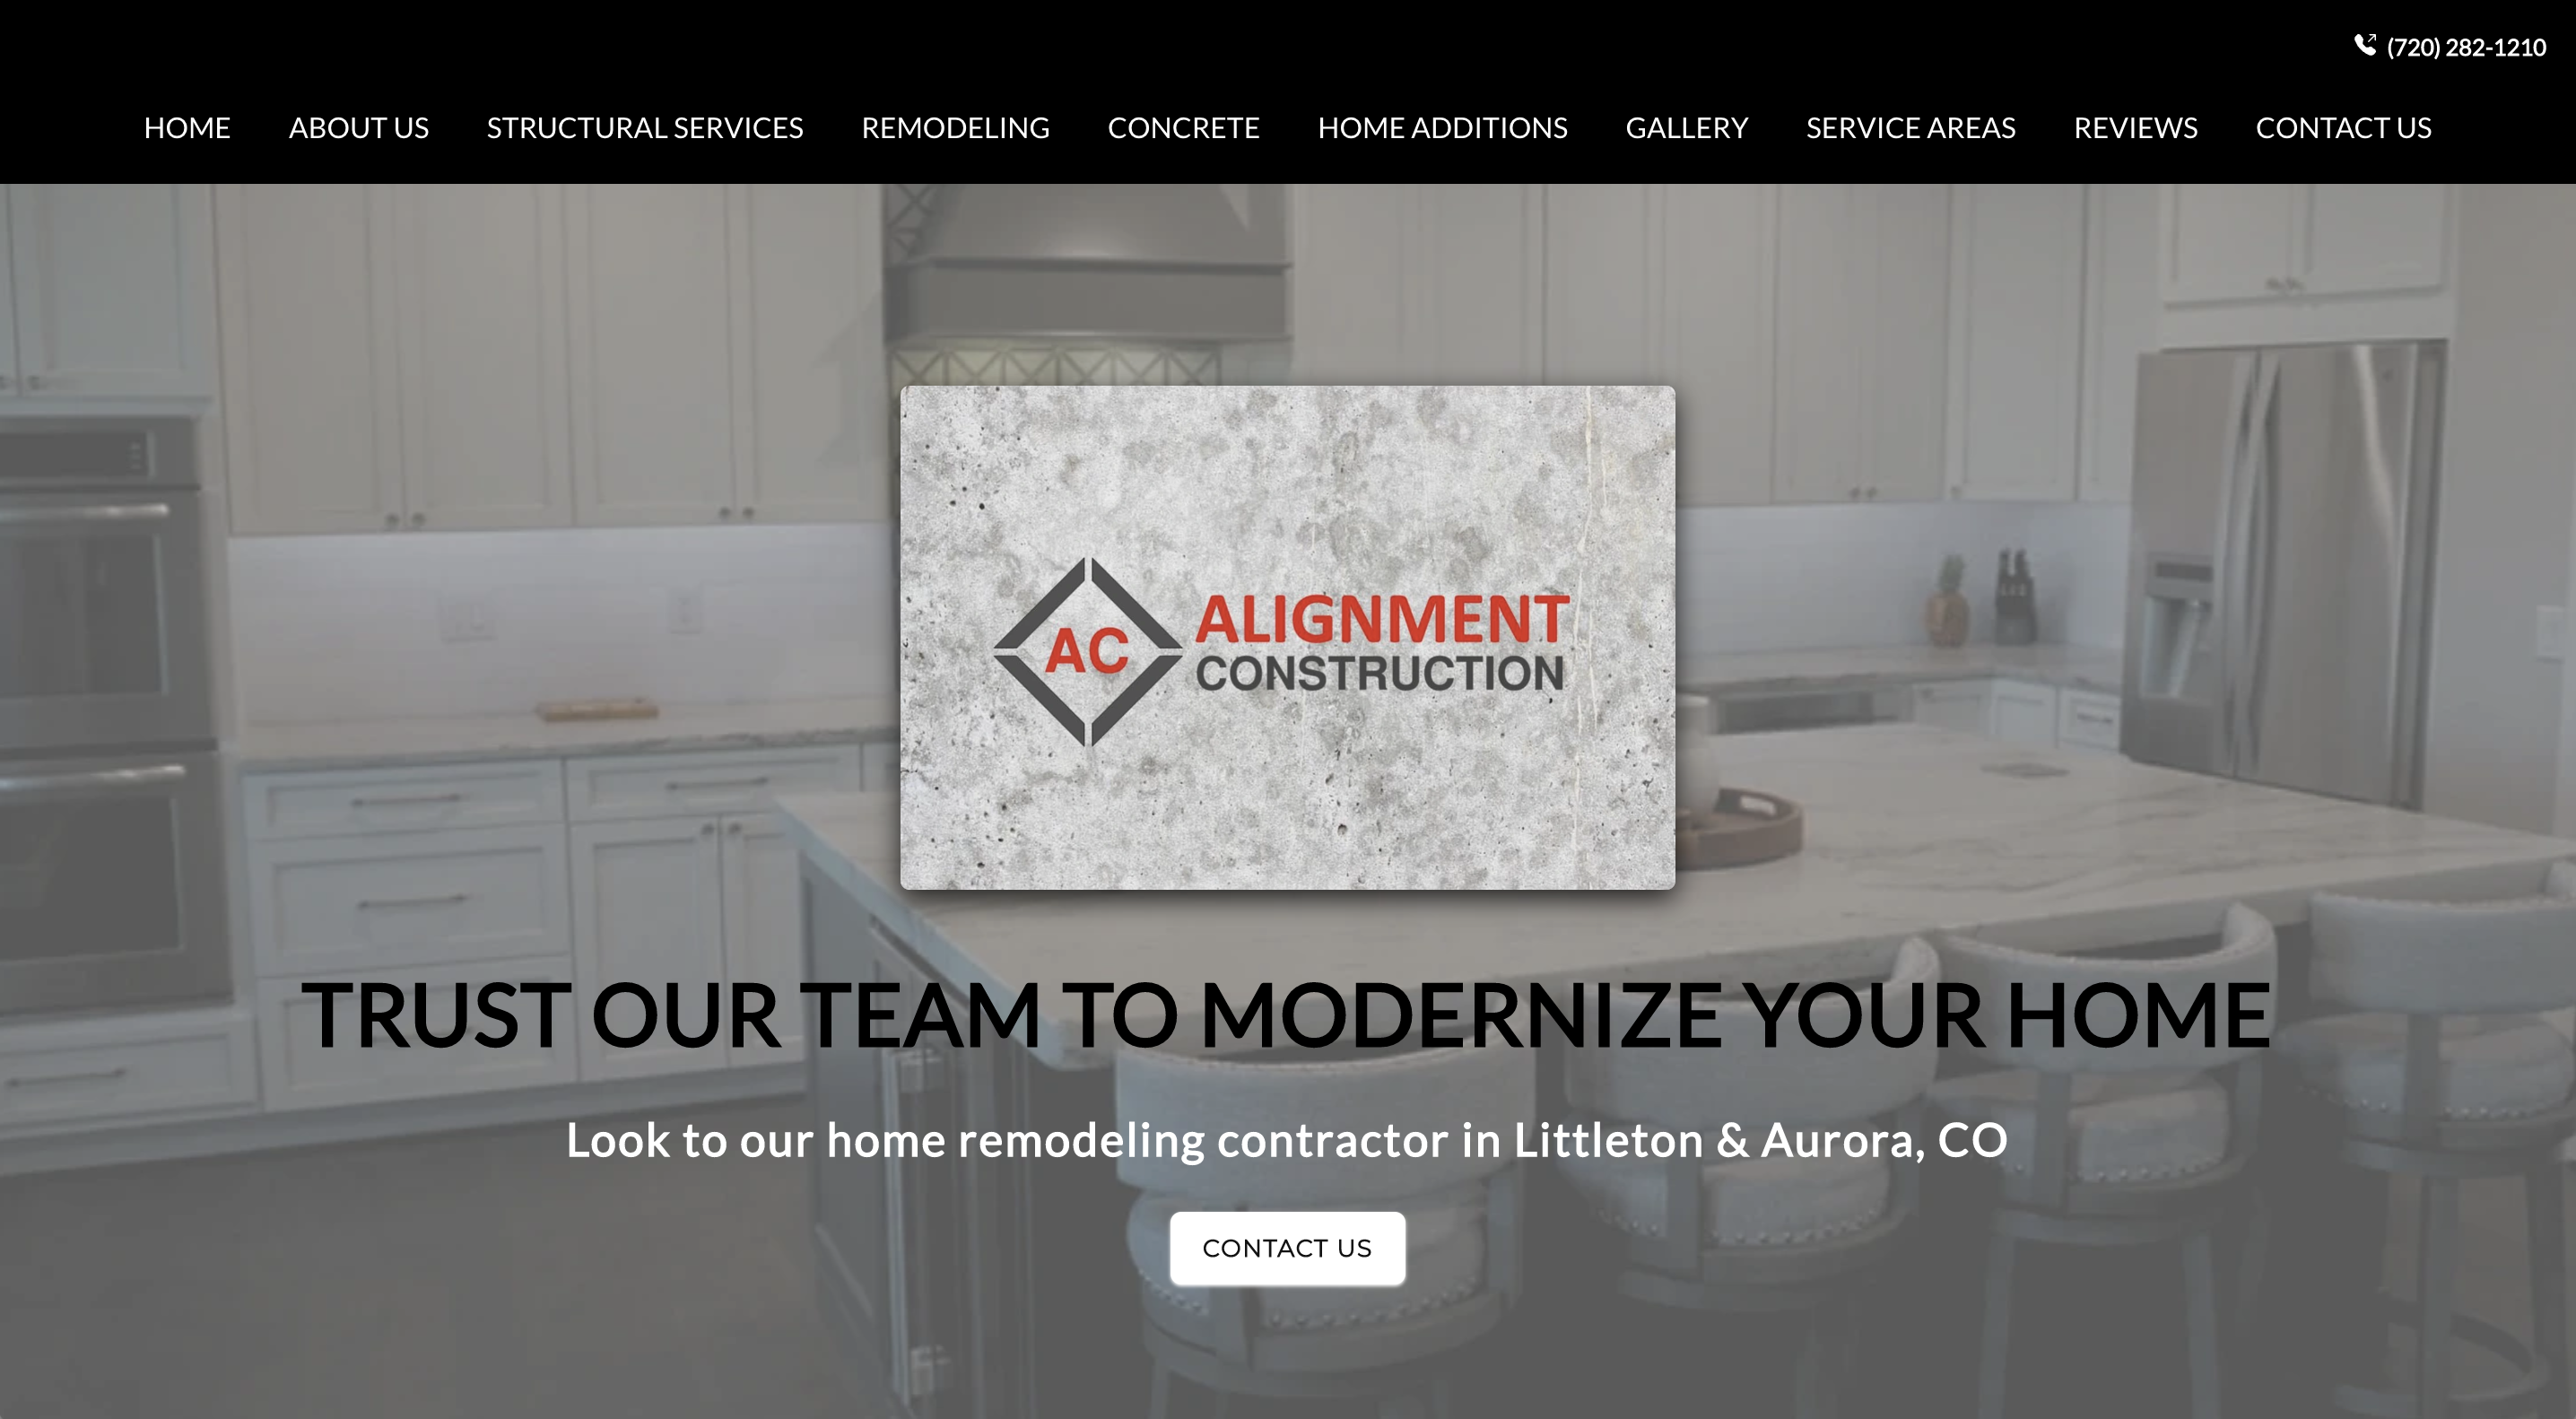 (720) 282-1210
HOME ABOUT US STRUCTURAL SERVICES REMODELING CONCRETE HOME ADDITIONS GALLERY SERVICE AREAS REVIEWS CONTACT US
AC
ALIGNMENT
CONSTRUCTION
TRUST OUR TEAM TO MODERNIZE YOUR HOME
Look to our home remodeling contractor in Littleton & Aurora, CO
CONTACT US